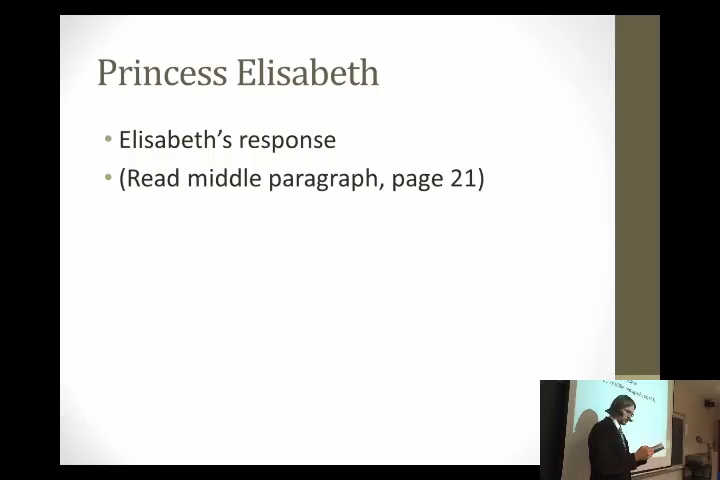 Princess Elisabeth
• Elisabeth’s response
• (Read middle paragraph, page 21)